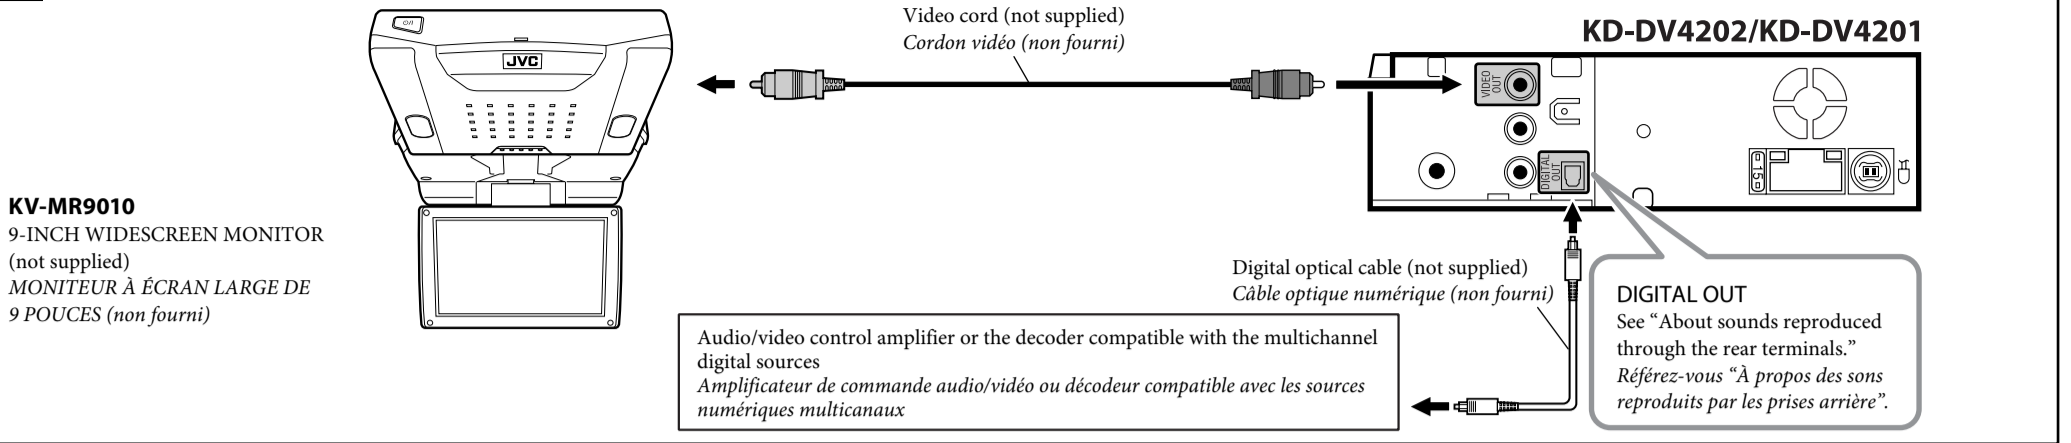 Video cord (not supplied)
Cordon vidéo (non fourni)
KD-DV4202/KD-DV4201
JVC
VIDEO
OUT
DIGITAL
OUT
15
KV-MR9010
9-INCH WIDESCREEN MONITOR
(not supplied)
MONITEUR À ÉCRAN LARGE DE
9 POUCES (non fourni)
Digital optical cable (not supplied)
Câble optique numérique (non fourni)
DIGITAL OUT
See “About sounds reproduced
through the rear terminals.”
Référez-vous “À propos des sons
reproduits par les prises arrière”.
Audio/video control amplifier or the decoder compatible with the multichannel
digital sources
Amplificateur de commande audio/vidéo ou décodeur compatible avec les sources
numériques multicanaux